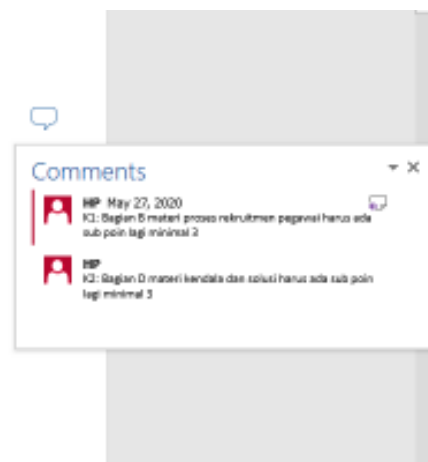 Comments
HP May 27, 2020
K1: Bagian B materi proses rekruitmen pegawai harus ada
sub poin lagi minimal 3
HP
K2: Bagian D materi kendala dan solusi harus ada sub poin
lagi minimal 3